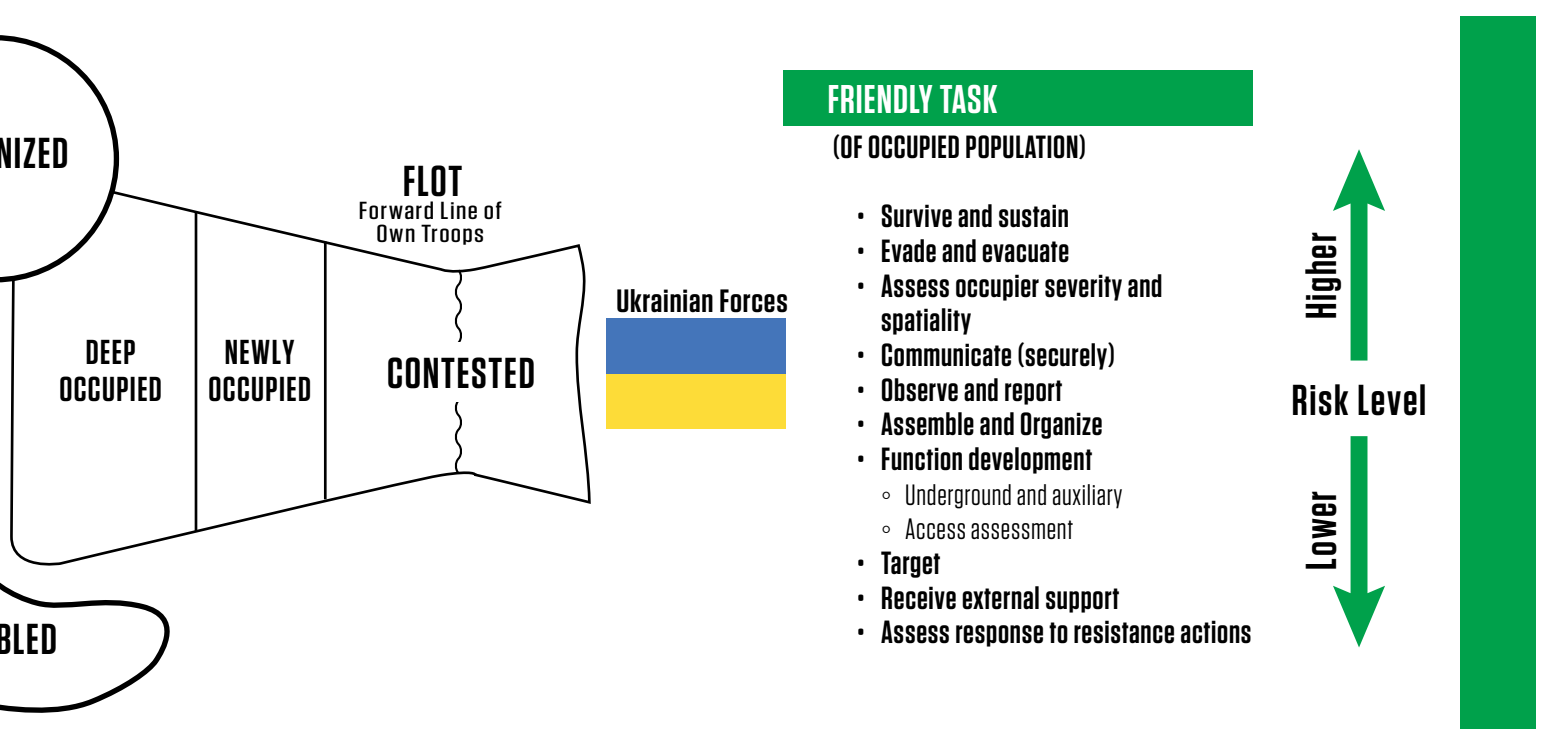 NIZED
FLOT
Forward Line of
Own Troops
DEEP
OCCUPIED
NEWLY
OCCUPIED
CONTESTED
BLED
Ukrainian Forces
FRIENDLY TASK
(OF OCCUPIED POPULATION)
• Survive and sustain
• Evade and evacuate
• Assess occupier severity and
spatiality
• Communicate (securely)
• Observe and report
• Assemble and Organize
• Function development
◦ Underground and auxiliary
◦ Access assessment
• Target
• Receive external support
• Assess response to resistance actions
Higher
Risk Level
Lower